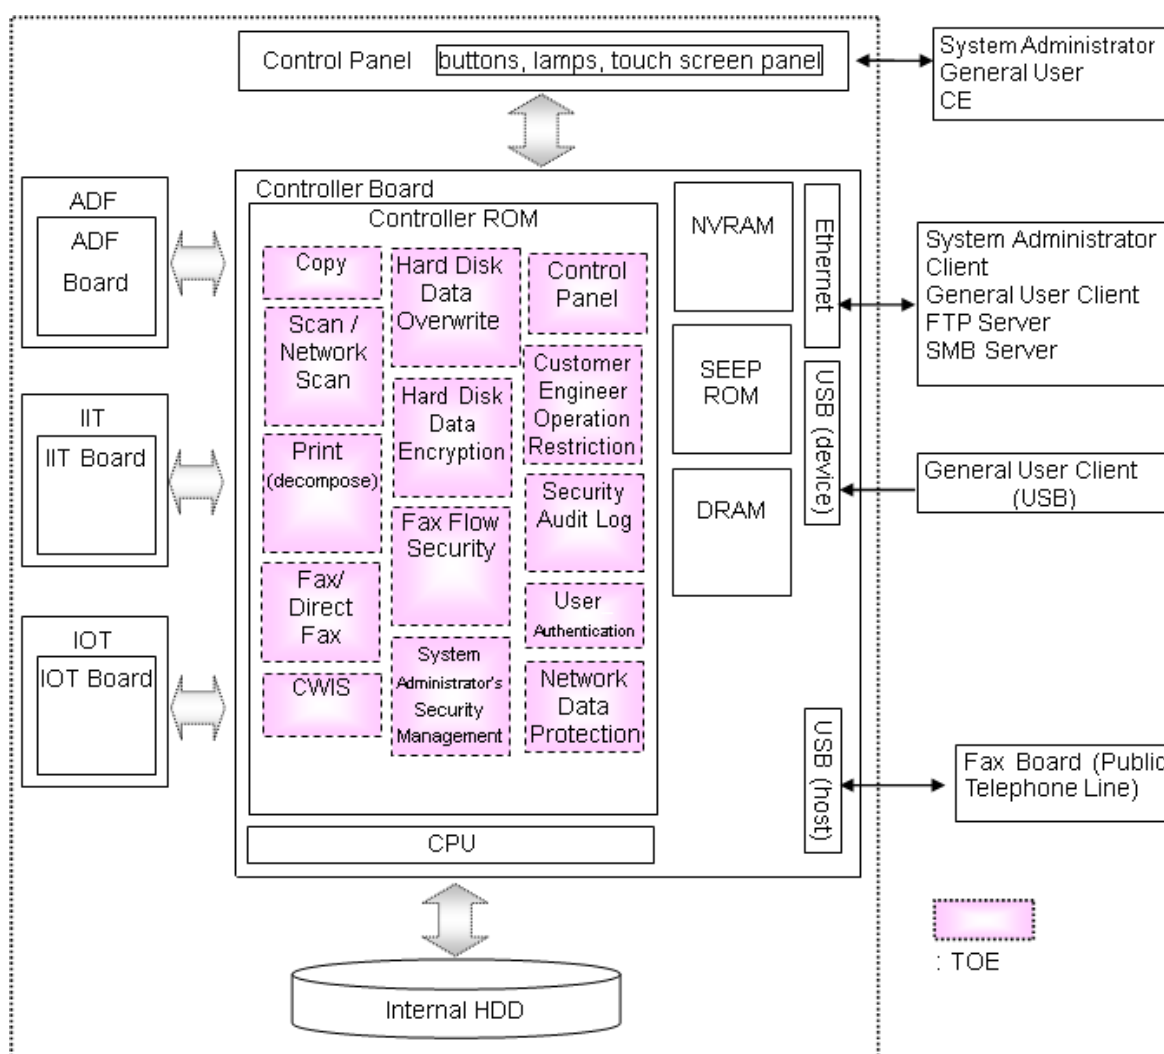 Control Panel buttons, lamps, touch screen panel
System Administrator
General User
CE
ADF
ADF
Board
IIT
IIT Board
IOT
IOT Board
Controller Board
Controller ROM
Copy
Scan /
Network
Scan
Print
(decompose)
Fax/
Direct
Fax
CWIS
Hard Disk
Data
Overwrite
Hard Disk
Data
Encryption
Fax Flow
Security
System
Administrator's
Security
Management
Control
Panel
Customer
Engineer
Operation
Restriction
Security
Audit Log
User
Authentication
Network
Data
Protection
NVRAM
SEEP
ROM
DRAM
Ethernet
USB (device)
USB (host)
System Administrator
Client
General User Client
FTP Server
SMB Server
General User Client
(USB)
Fax Board (Public
Telephone Line)
CPU
Internal HDD
: TOE